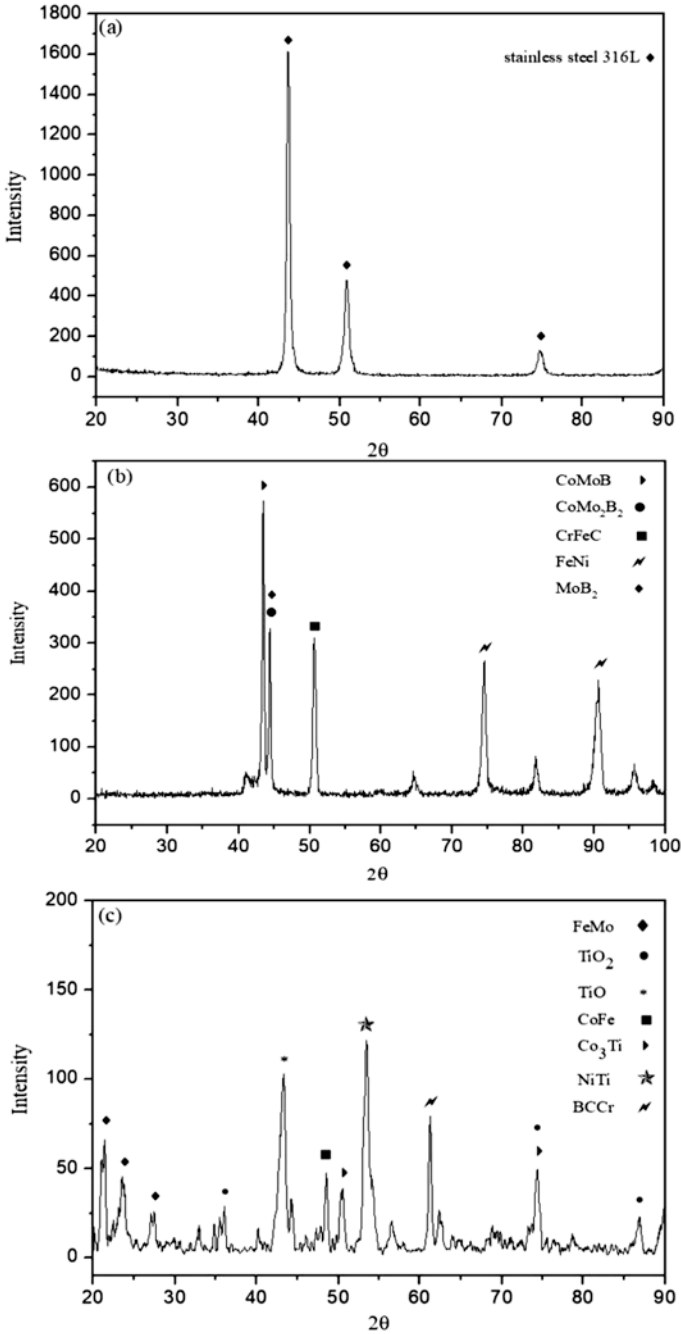 (a)
stainless steel 316L
1800
1600
1400
1200
1000
800
600
400
200
0
Intensity
20 30 40 50 60 70 80 90
2θ
(b)
CoMoB
CoMo₂B₂
CrFeC
FeNi
MoB₂
600
500
400
300
200
100
0
Intensity
20 30 40 50 60 70 80 90 100
2θ
(c)
FeMo
TiO₂
TiO
CoFe
Co₃Ti
NiTi
BCCr
200
150
100
50
0
Intensity
20 30 40 50 60 70 80 90
2θ